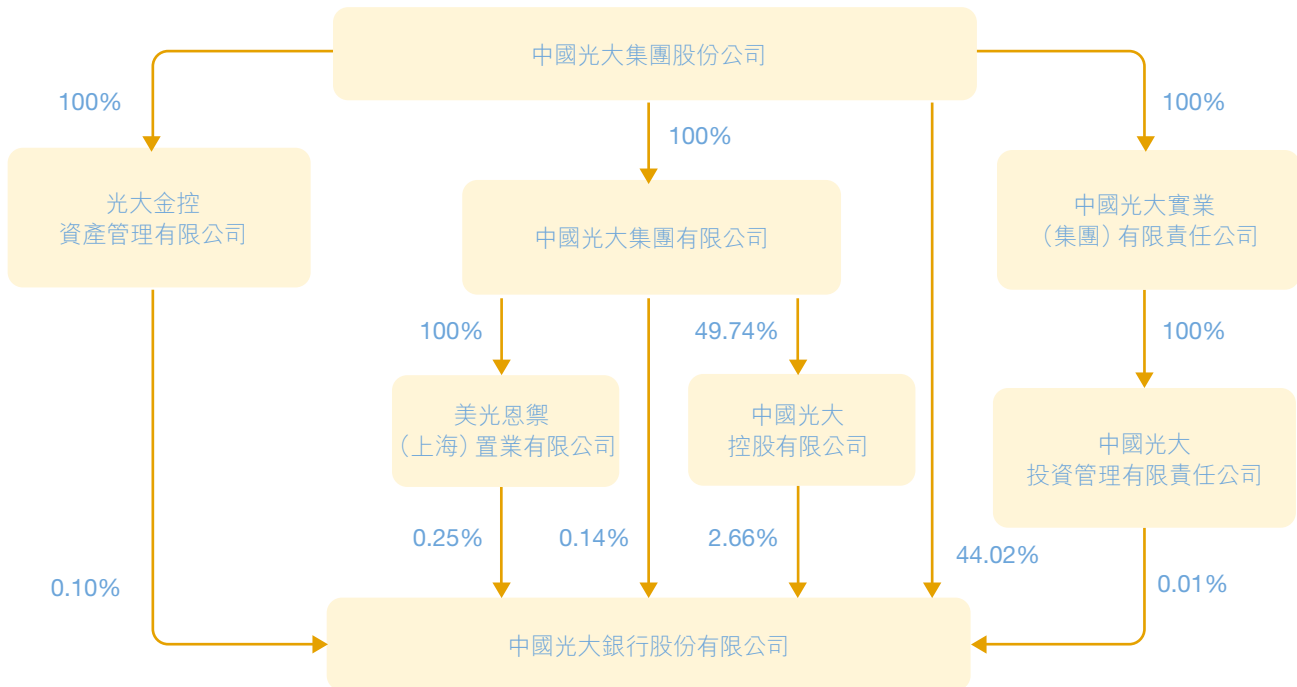 中國光大集團股份公司
100%
100%
100%
光大金控
資產管理有限公司
中國光大集團有限公司
中國光大實業
（集團）有限責任公司
100%
49.74%
100%
美光恩禦
（上海）置業有限公司
中國光大
控股有限公司
中國光大
投資管理有限責任公司
0.25%
0.14%
2.66%
44.02%
0.10%
0.01%
中國光大銀行股份有限公司